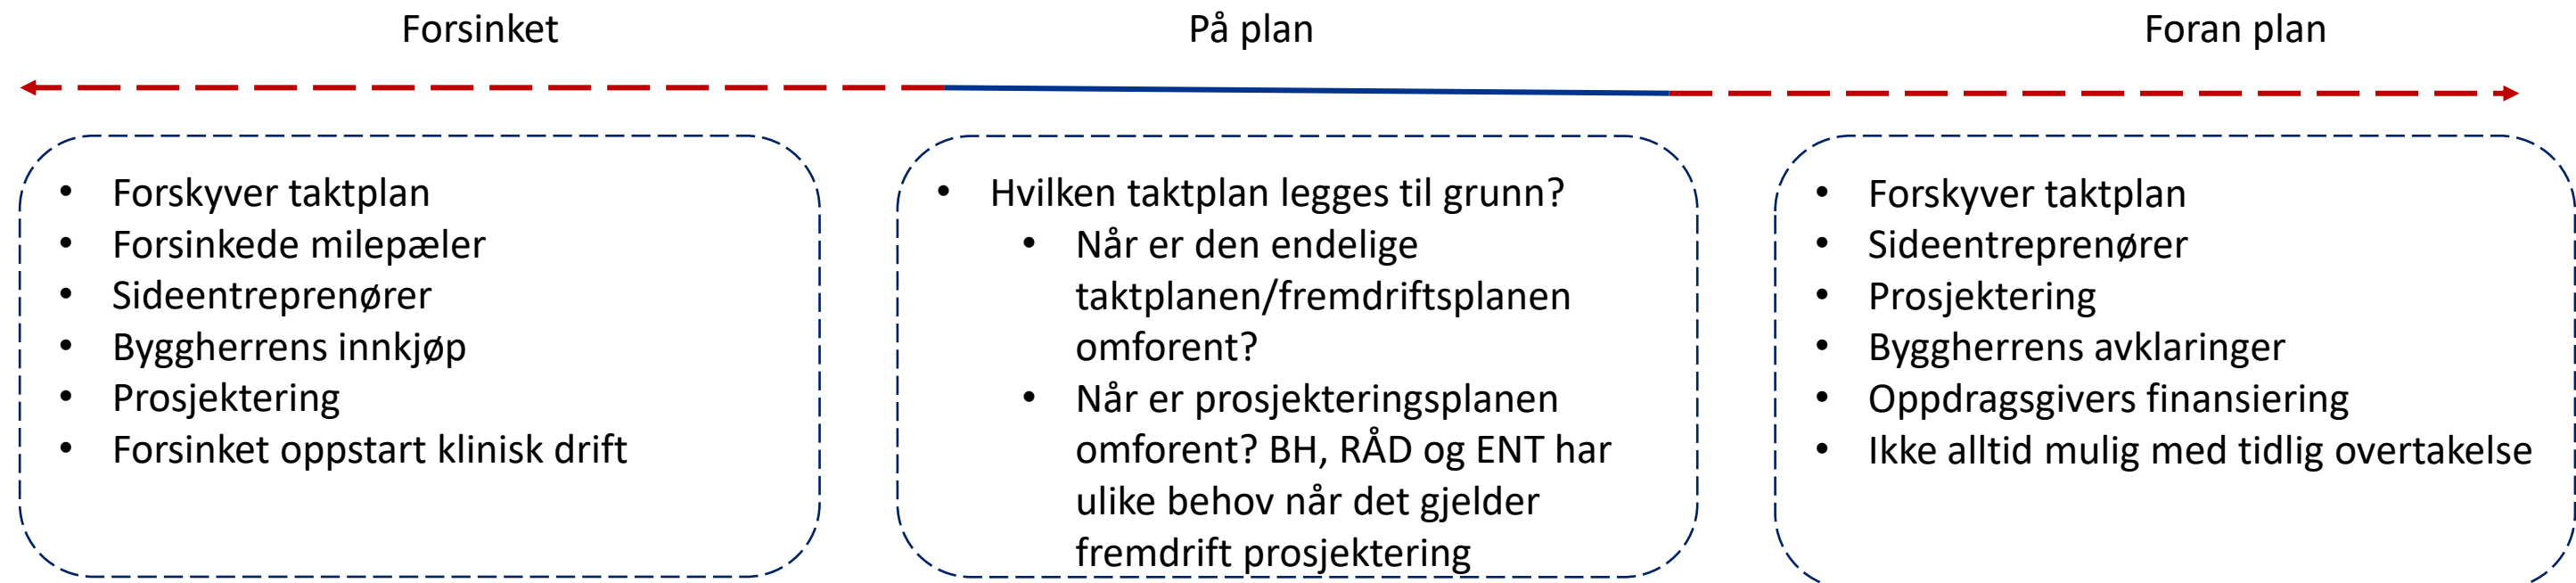 Forsinket
På plan
Foran plan
• Forskyver taktplan
• Forsinkede milepæler
• Sideentreprenører
• Byggherrens innkjøp
• Prosjektering
• Forsinket oppstart klinisk drift
• Hvilken taktplan legges til grunn?
• Når er den endelige
taktplanen/fremdriftsplanen
omforent?
• Når er prosjekteringsplanen
omforent? BH, RÅD og ENT har
ulike behov når det gjelder
fremdrift prosjektering
• Forskyver taktplan
• Sideentreprenører
• Prosjektering
• Byggherrens avklaringer
• Oppdragsgivers finansiering
• Ikke alltid mulig med tidlig overtakelse